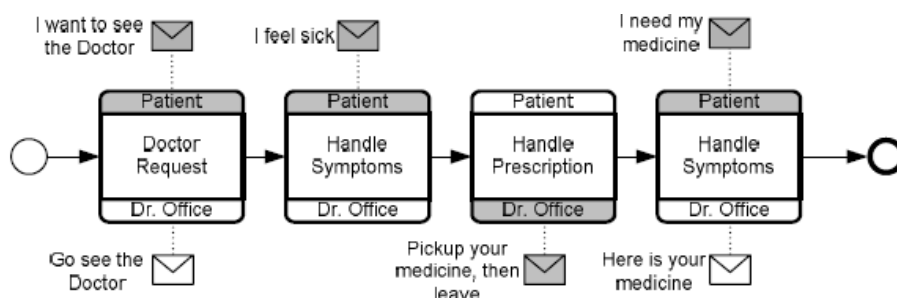 I want to see
the Doctor
I feel sick
I need my
medicine
Patient
Patient
Patient
Patient
Doctor
Request
Handle
Symptoms
Handle
Prescription
Handle
Symptoms
Dr. Office
Dr. Office
Dr. Office
Dr. Office
Go see the
Doctor
Pickup your
medicine, then
leave
Here is your
medicine